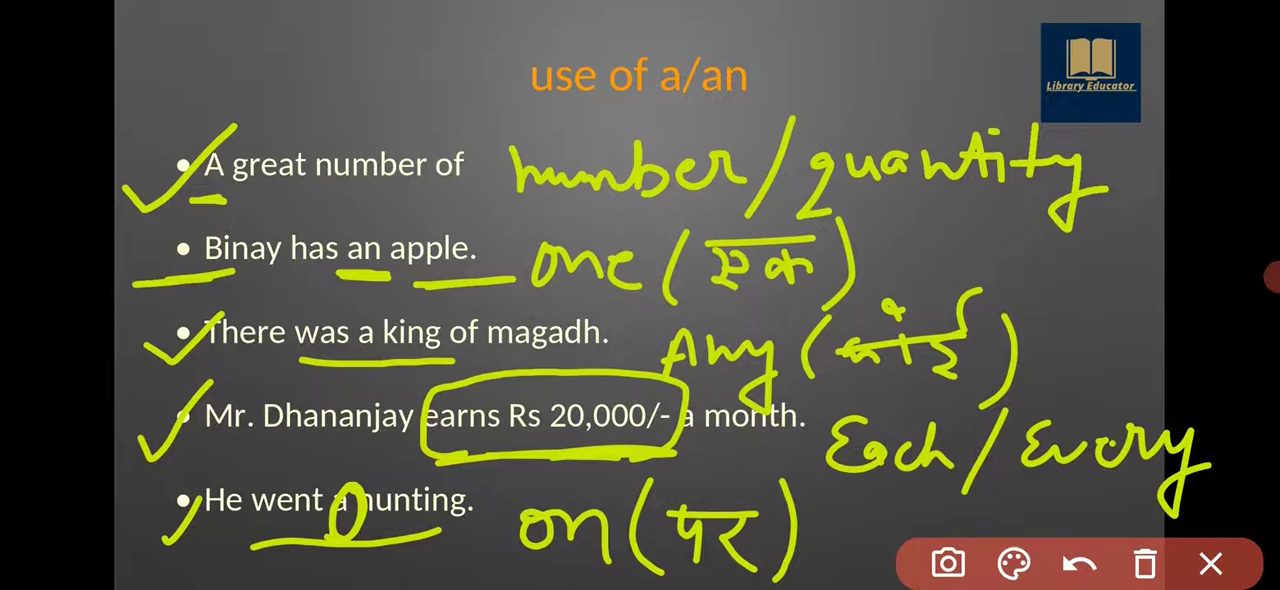 use of a/an
Library Educator
• A great number of number/quantity
• Binay has an apple. one (एक)
• There was a king of magadh. Any (कोई)
• Mr. Dhananjay earns Rs 20,000/- a month. Each/Every
• He went a hunting. on (पर)